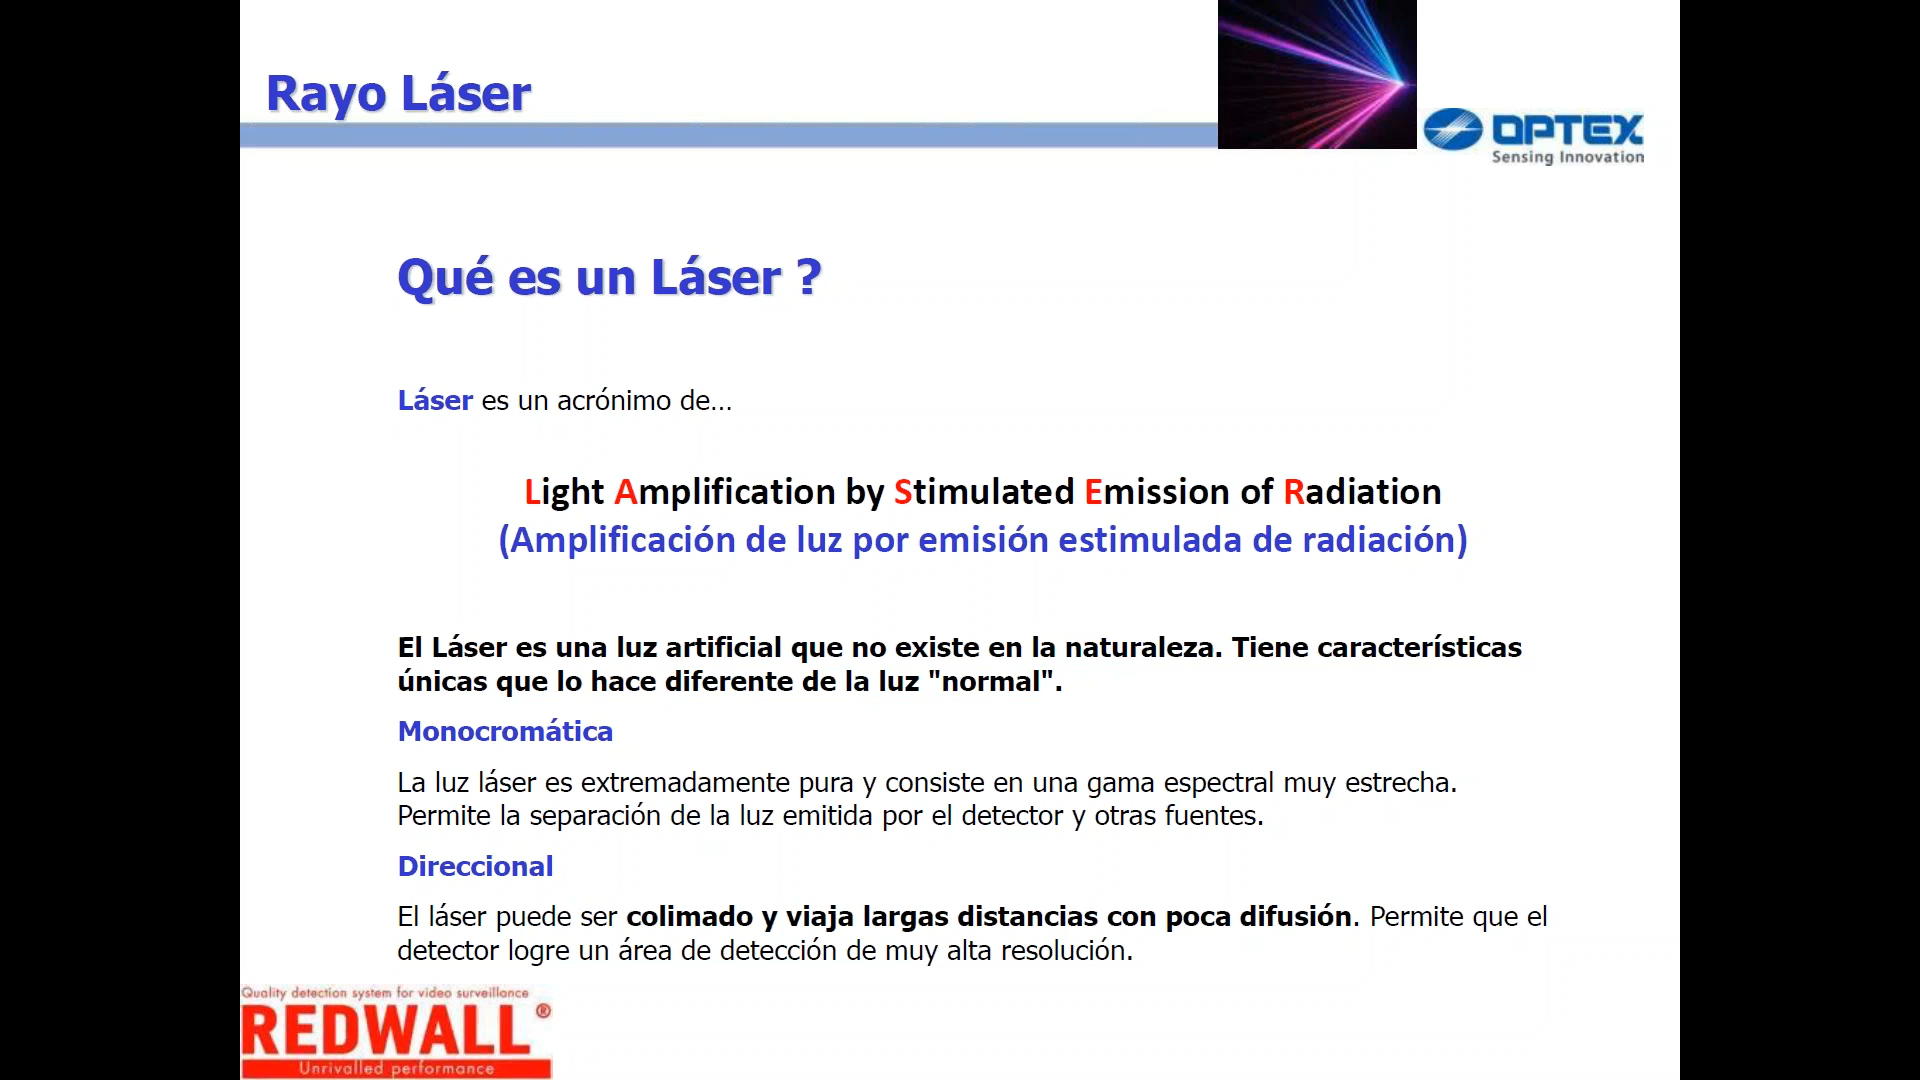 Rayo Láser
OPTEX
Sensing Innovation
Qué es un Láser ?
Láser es un acrónimo de...
Light Amplification by Stimulated Emission of Radiation
(Amplificación de luz por emisión estimulada de radiación)
El Láser es una luz artificial que no existe en la naturaleza. Tiene características
únicas que lo hace diferente de la luz "normal".
Monocromática
La luz láser es extremadamente pura y consiste en una gama espectral muy estrecha.
Permite la separación de la luz emitida por el detector y otras fuentes.
Direccional
El láser puede ser colimado y viaja largas distancias con poca difusión. Permite que el
detector logre un área de detección de muy alta resolución.
Quality detection system for video surveillance
REDWALL®
Unrivalled performance